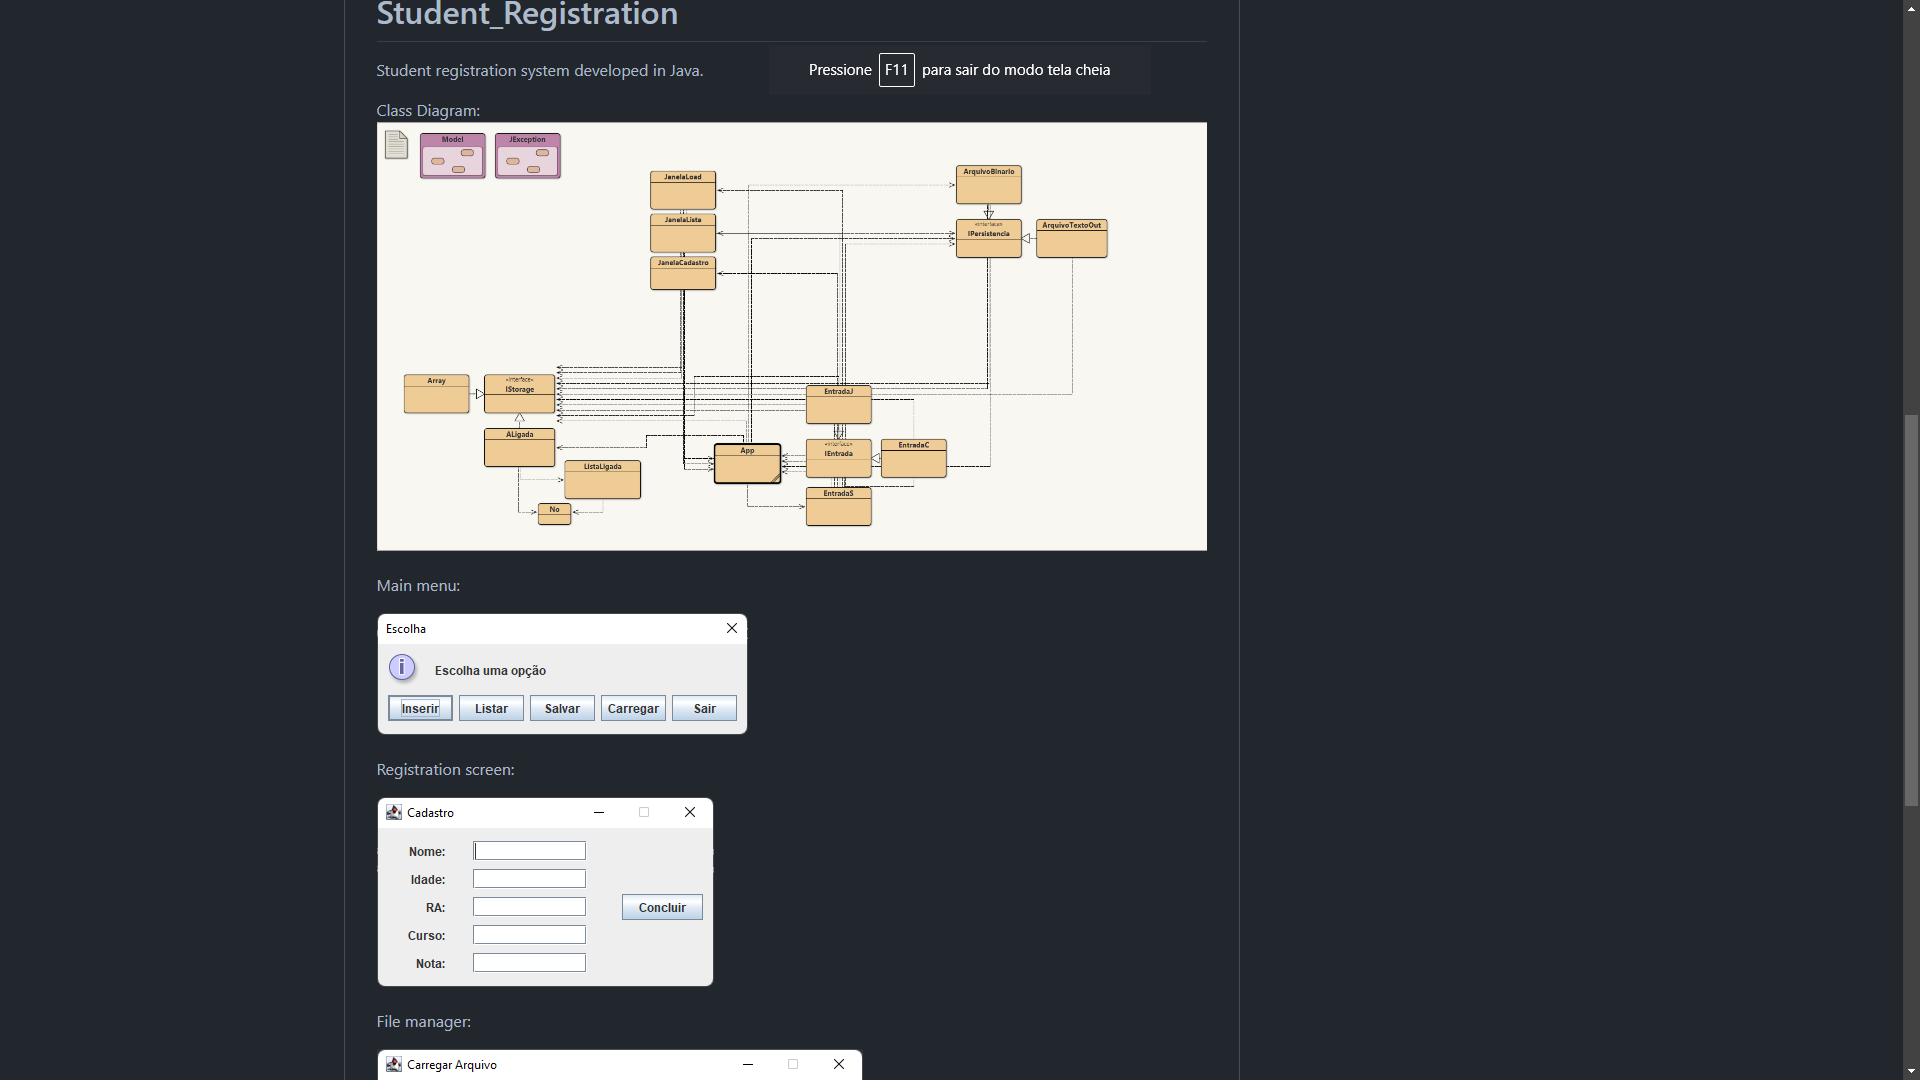 Student_Registration
Student registration system developed in Java.
Pressione F11 para sair do modo tela cheia
Class Diagram:
Model
JException
JanelaLoad
JanelaLista
JanelaCadastro
ArquivoBinario
«interface»
IPersistencia
ArquivoTextoOut
Array
«interface»
IStorage
ALigada
ListaLigada
No
App
EntradaJ
«interface»
IEntrada
EntradaC
EntradaS
Main menu:
Escolha
Escolha uma opção
Inserir Listar Salvar Carregar Sair
Registration screen:
Cadastro
Nome:
Idade:
RA:
Concluir
Curso:
Nota:
File manager:
Carregar Arquivo